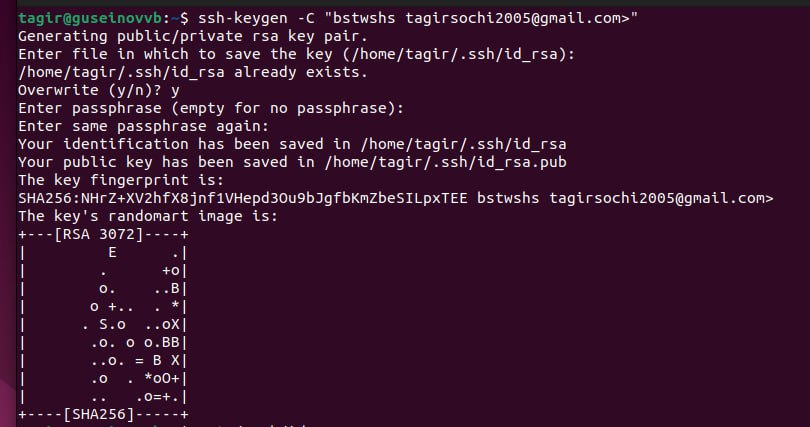 tagir@guseinovvb:~$ ssh-keygen -C "bstwshs tagirsochi2005@gmail.com>"
Generating public/private rsa key pair.
Enter file in which to save the key (/home/tagir/.ssh/id_rsa):
/home/tagir/.ssh/id_rsa already exists.
Overwrite (y/n)? y
Enter passphrase (empty for no passphrase):
Enter same passphrase again:
Your identification has been saved in /home/tagir/.ssh/id_rsa
Your public key has been saved in /home/tagir/.ssh/id_rsa.pub
The key fingerprint is:
SHA256:NHrZ+XV2hfX8jnf1VHepd3Ou9bJgfbKmZbeSILpxTEE bstwshs tagirsochi2005@gmail.com>
The key's randomart image is:
+---[RSA 3072]----+
|         E      .|
|        .      +o|
|        o.    ..B|
|       o +..  . *|
|      . S.o  ..oX|
|       .o. o o.BB|
|       ..o. = B X|
|       .o  . *oO+|
|       ..   .o=+.|
+----[SHA256]-----+